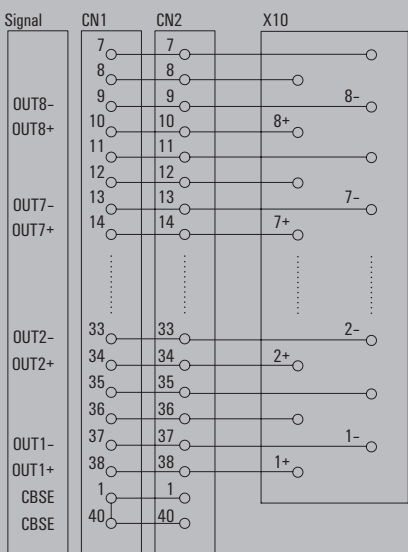 Signal CN1 CN2 X10
7 7
8 8
OUT8- 9 9 8-
OUT8+ 10 10 8+
11 11
12 12
OUT7- 13 13 7-
OUT7+ 14 14 7+
OUT2- 33 33 2-
OUT2+ 34 34 2+
35 35
36 36
OUT1- 37 37 1-
OUT1+ 38 38 1+
CBSE 1 1
CBSE 40 40